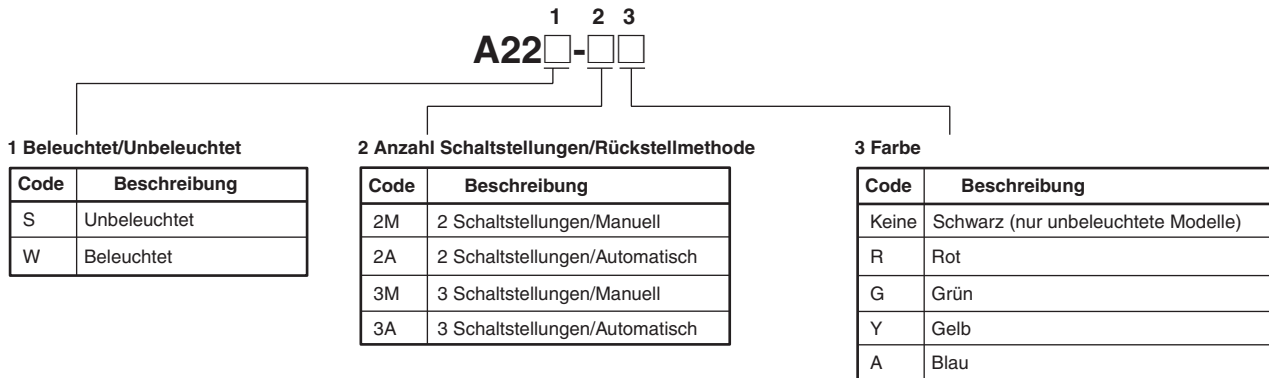 1 2 3
A22□-□□
1 Beleuchtet/Unbeleuchtet
Code Beschreibung
S Unbeleuchtet
W Beleuchtet
2 Anzahl Schaltstellungen/Rückstellmethode
Code Beschreibung
2M 2 Schaltstellungen/Manuell
2A 2 Schaltstellungen/Automatisch
3M 3 Schaltstellungen/Manuell
3A 3 Schaltstellungen/Automatisch
3 Farbe
Code Beschreibung
Keine Schwarz (nur unbeleuchtete Modelle)
R Rot
G Grün
Y Gelb
A Blau